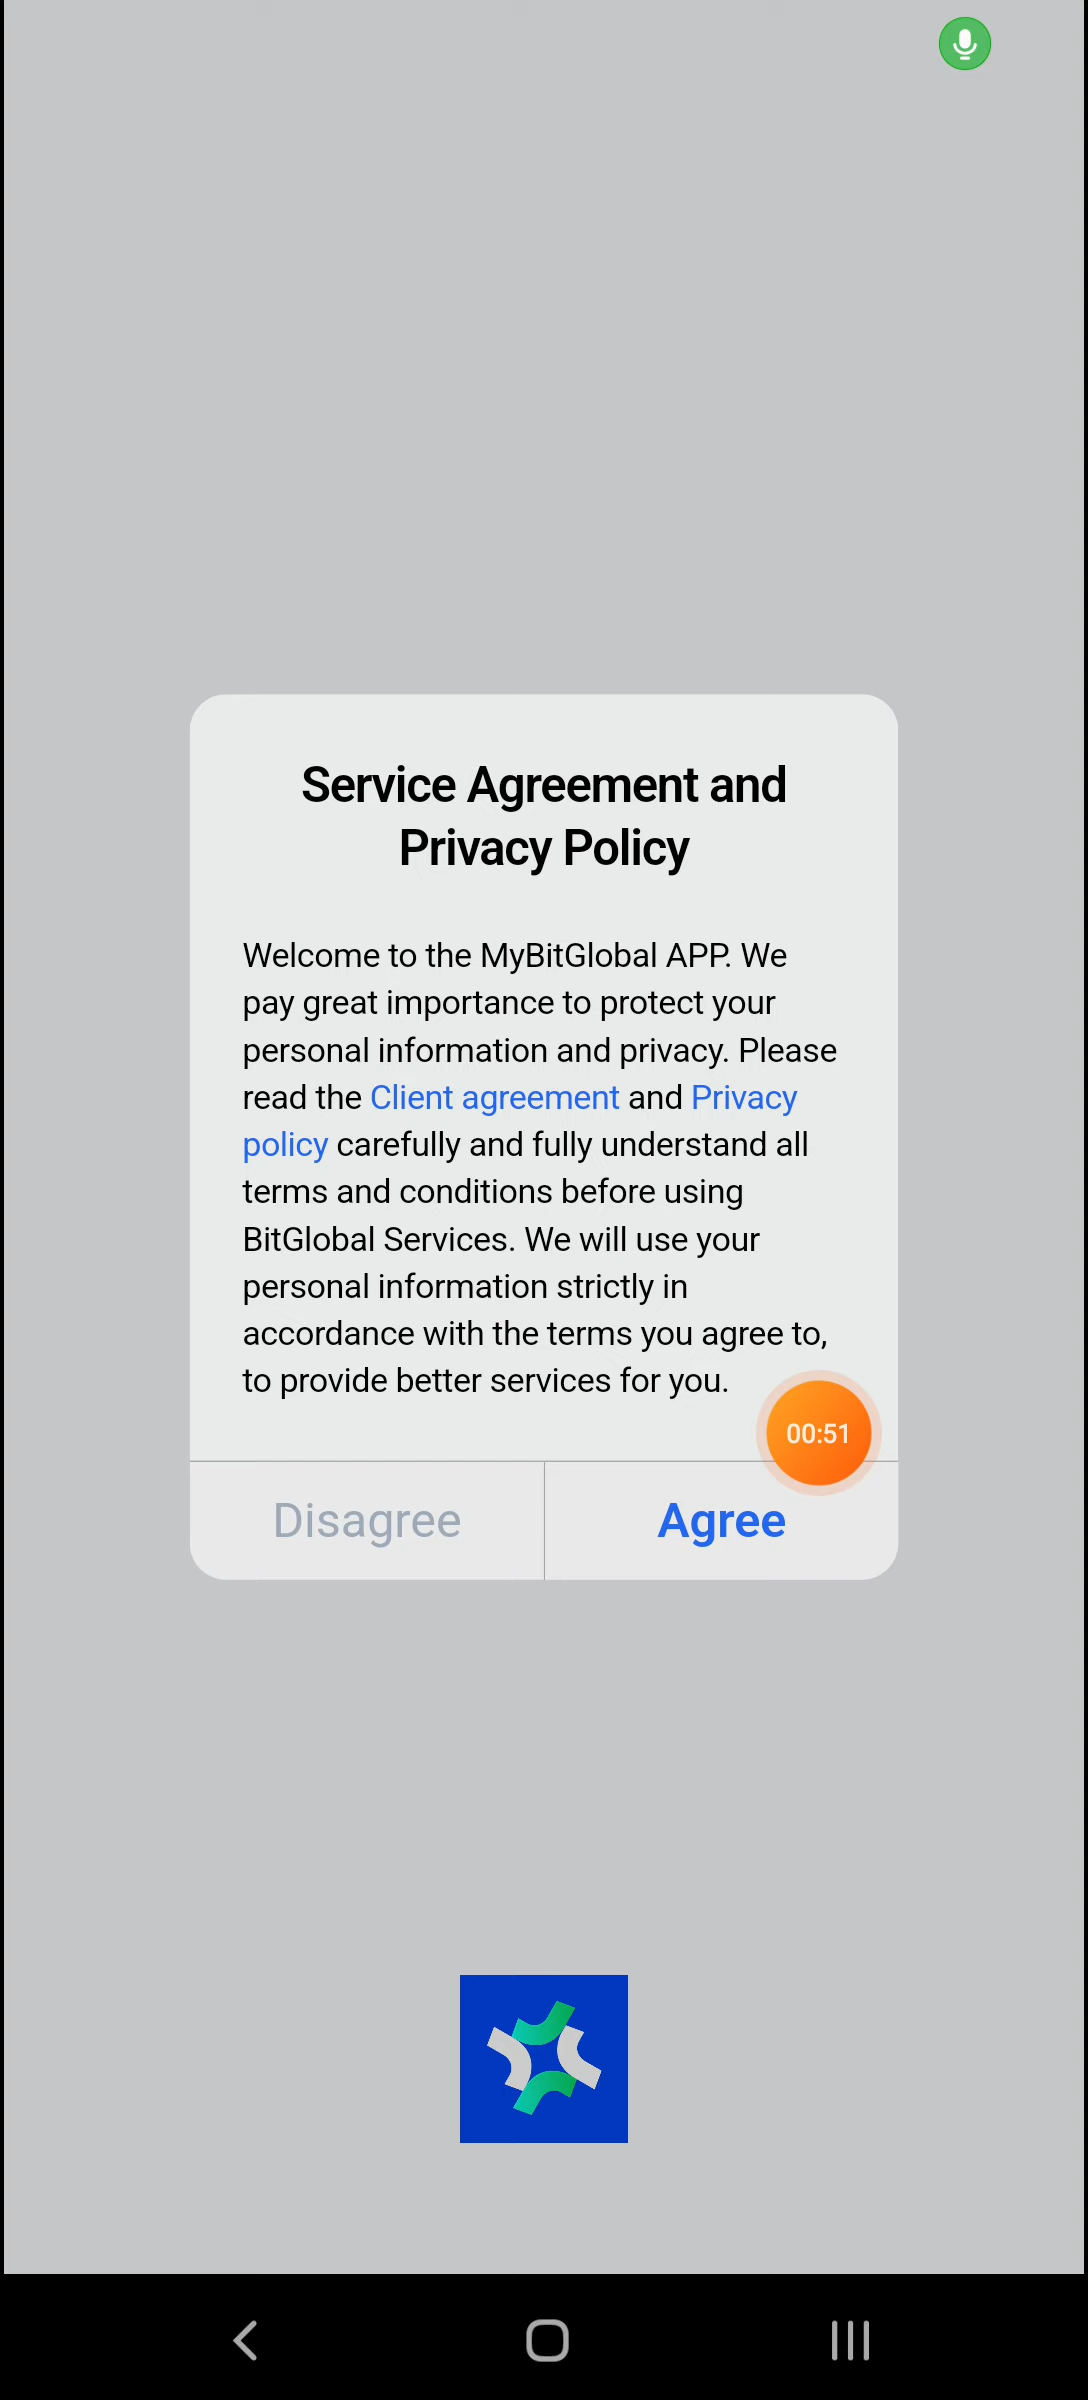 Service Agreement and
Privacy Policy
Welcome to the MyBitGlobal APP. We
pay great importance to protect your
personal information and privacy. Please
read the Client agreement and Privacy
policy carefully and fully understand all
terms and conditions before using
BitGlobal Services. We will use your
personal information strictly in
accordance with the terms you agree to,
to provide better services for you.
00:51
Disagree
Agree